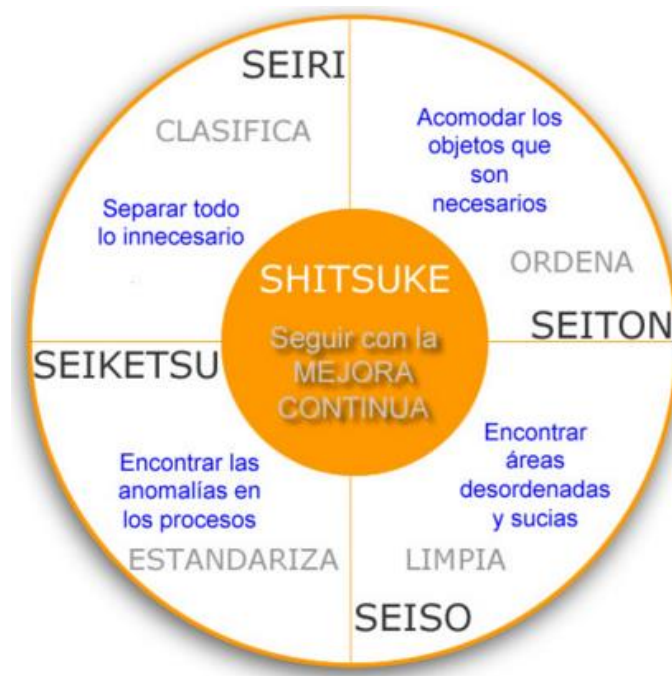 SEIRI
CLASIFICA
Separar todo
lo innecesario
Acomodar los
objetos que
son
necesarios
ORDENA
SEITON
SHITSUKE
Seguir con la
MEJORA
CONTINUA
SEIKETSU
Encontrar las
anomalías en
los procesos
ESTANDARIZA
Encontrar
áreas
desordenadas
y sucias
LIMPIA
SEISO